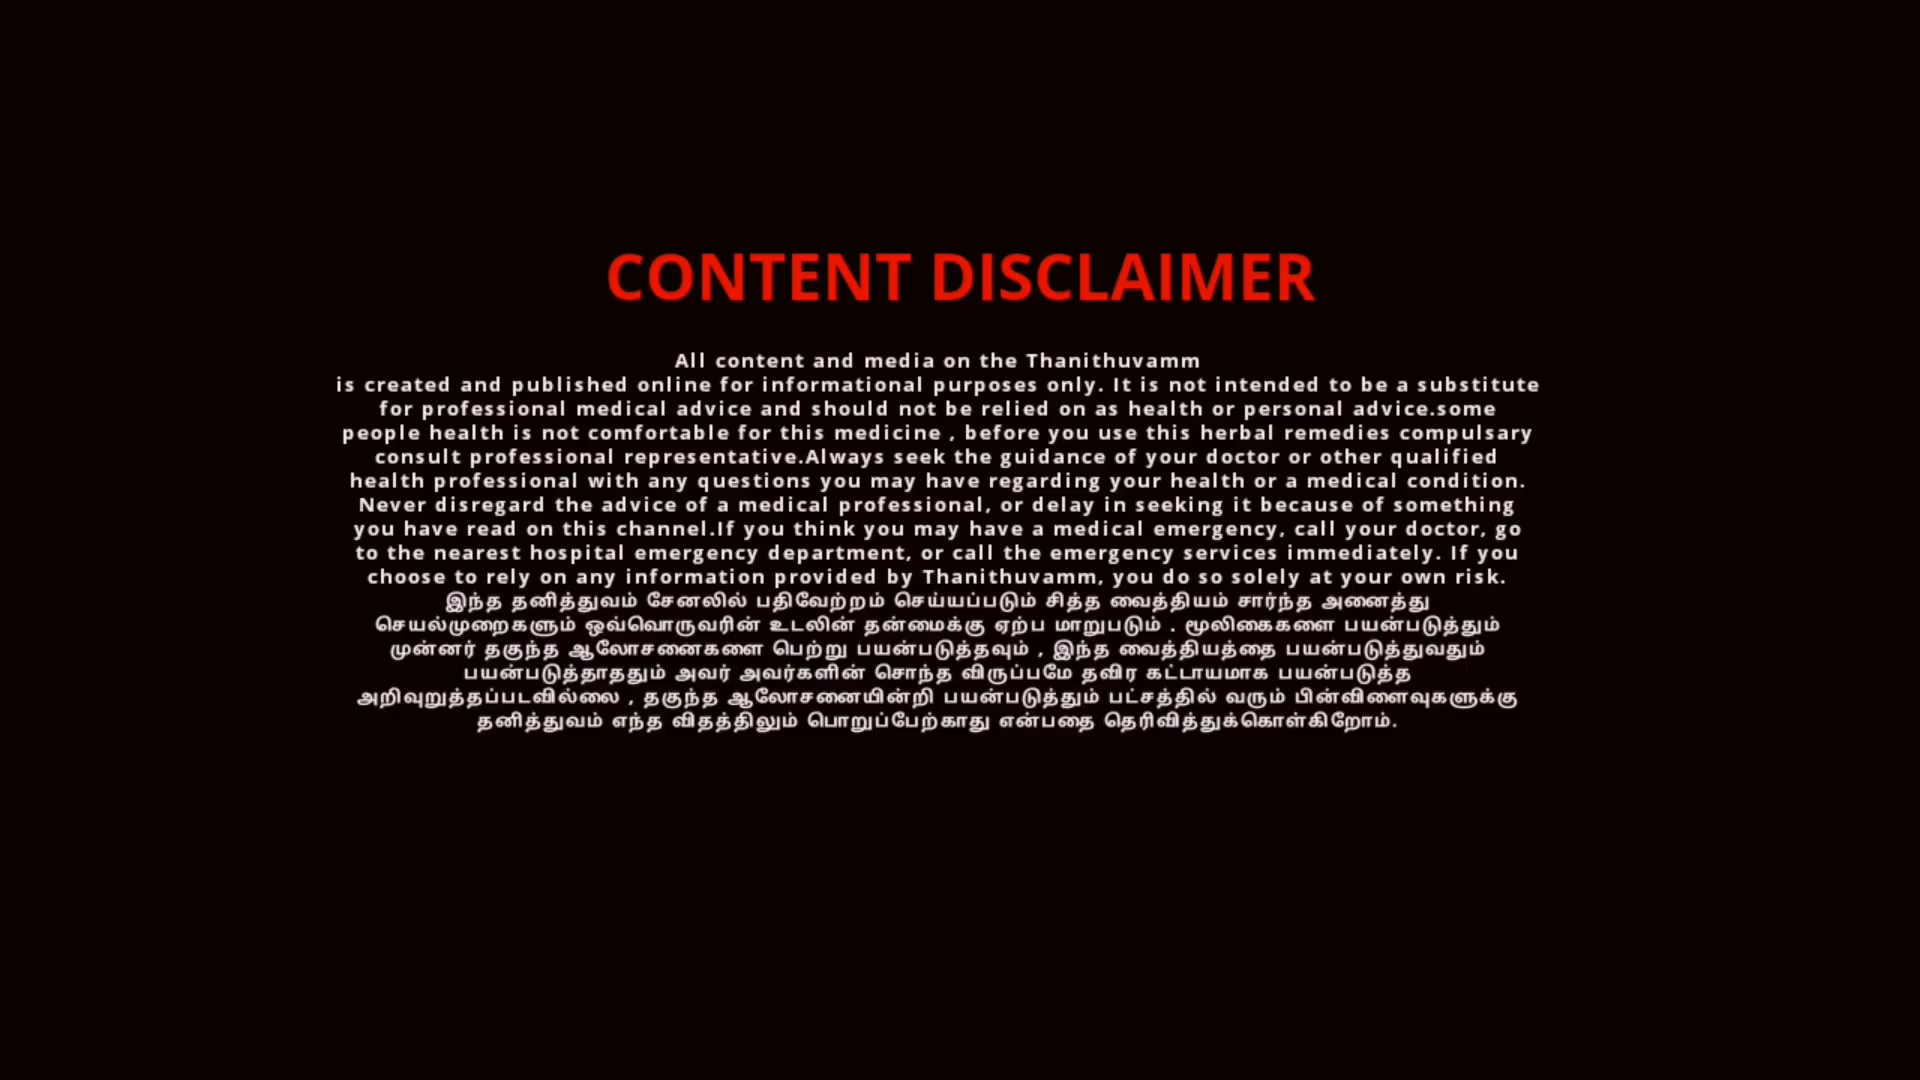 CONTENT DISCLAIMER
All content and media on the Thanithuvamm
is created and published online for informational purposes only. It is not intended to be a substitute
for professional medical advice and should not be relied on as health or personal advice.some
people health is not comfortable for this medicine , before you use this herbal remedies compulsary
consult professional representative.Always seek the guidance of your doctor or other qualified
health professional with any questions you may have regarding your health or a medical condition.
Never disregard the advice of a medical professional, or delay in seeking it because of something
you have read on this channel.If you think you may have a medical emergency, call your doctor, go
to the nearest hospital emergency department, or call the emergency services immediately. If you
choose to rely on any information provided by Thanithuvamm, you do so solely at your own risk.
இந்த தனித்துவம் சேனலில் பதிவேற்றம் செய்யப்படும் சித்த வைத்தியம் சார்ந்த அனைத்து
செயல்முறைகளும் ஒவ்வொருவரின் உடலின் தன்மைக்கு ஏற்ப மாறுபடும் . மூலிகைகளை பயன்படுத்தும்
முன்னர் தகுந்த ஆலோசனைகளை பெற்று பயன்படுத்தவும் , இந்த வைத்தியத்தை பயன்படுத்துவதும்
பயன்படுத்தாததும் அவர் அவர்களின் சொந்த விருப்பமே தவிர கட்டாயமாக பயன்படுத்த
அறிவுறுத்தப்படவில்லை , தகுந்த ஆலோசனையின்றி பயன்படுத்தும் பட்சத்தில் வரும் பின்விளைவுகளுக்கு
தனித்துவம் எந்த விதத்திலும் பொறுப்பேற்காது என்பதை தெரிவித்துக்கொள்கிறோம்.